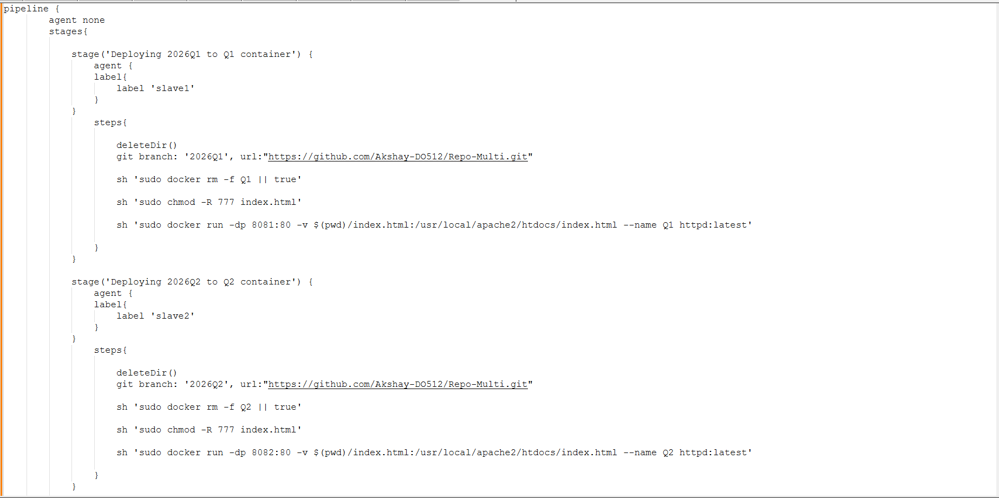 pipeline {
agent none
stages{
stage('Deploying 2026Q1 to Q1 container') {
agent {
label{
label 'slave1'
}
}
steps{
deleteDir()
git branch: '2026Q1', url:"https://github.com/Akshay-DO512/Repo-Multi.git"
sh 'sudo docker rm -f Q1 || true'
sh 'sudo chmod -R 777 index.html'
sh 'sudo docker run -dp 8081:80 -v $(pwd)/index.html:/usr/local/apache2/htdocs/index.html --name Q1 httpd:latest'
}
}
stage('Deploying 2026Q2 to Q2 container') {
agent {
label{
label 'slave2'
}
}
steps{
deleteDir()
git branch: '2026Q2', url:"https://github.com/Akshay-DO512/Repo-Multi.git"
sh 'sudo docker rm -f Q2 || true'
sh 'sudo chmod -R 777 index.html'
sh 'sudo docker run -dp 8082:80 -v $(pwd)/index.html:/usr/local/apache2/htdocs/index.html --name Q2 httpd:latest'
}
}